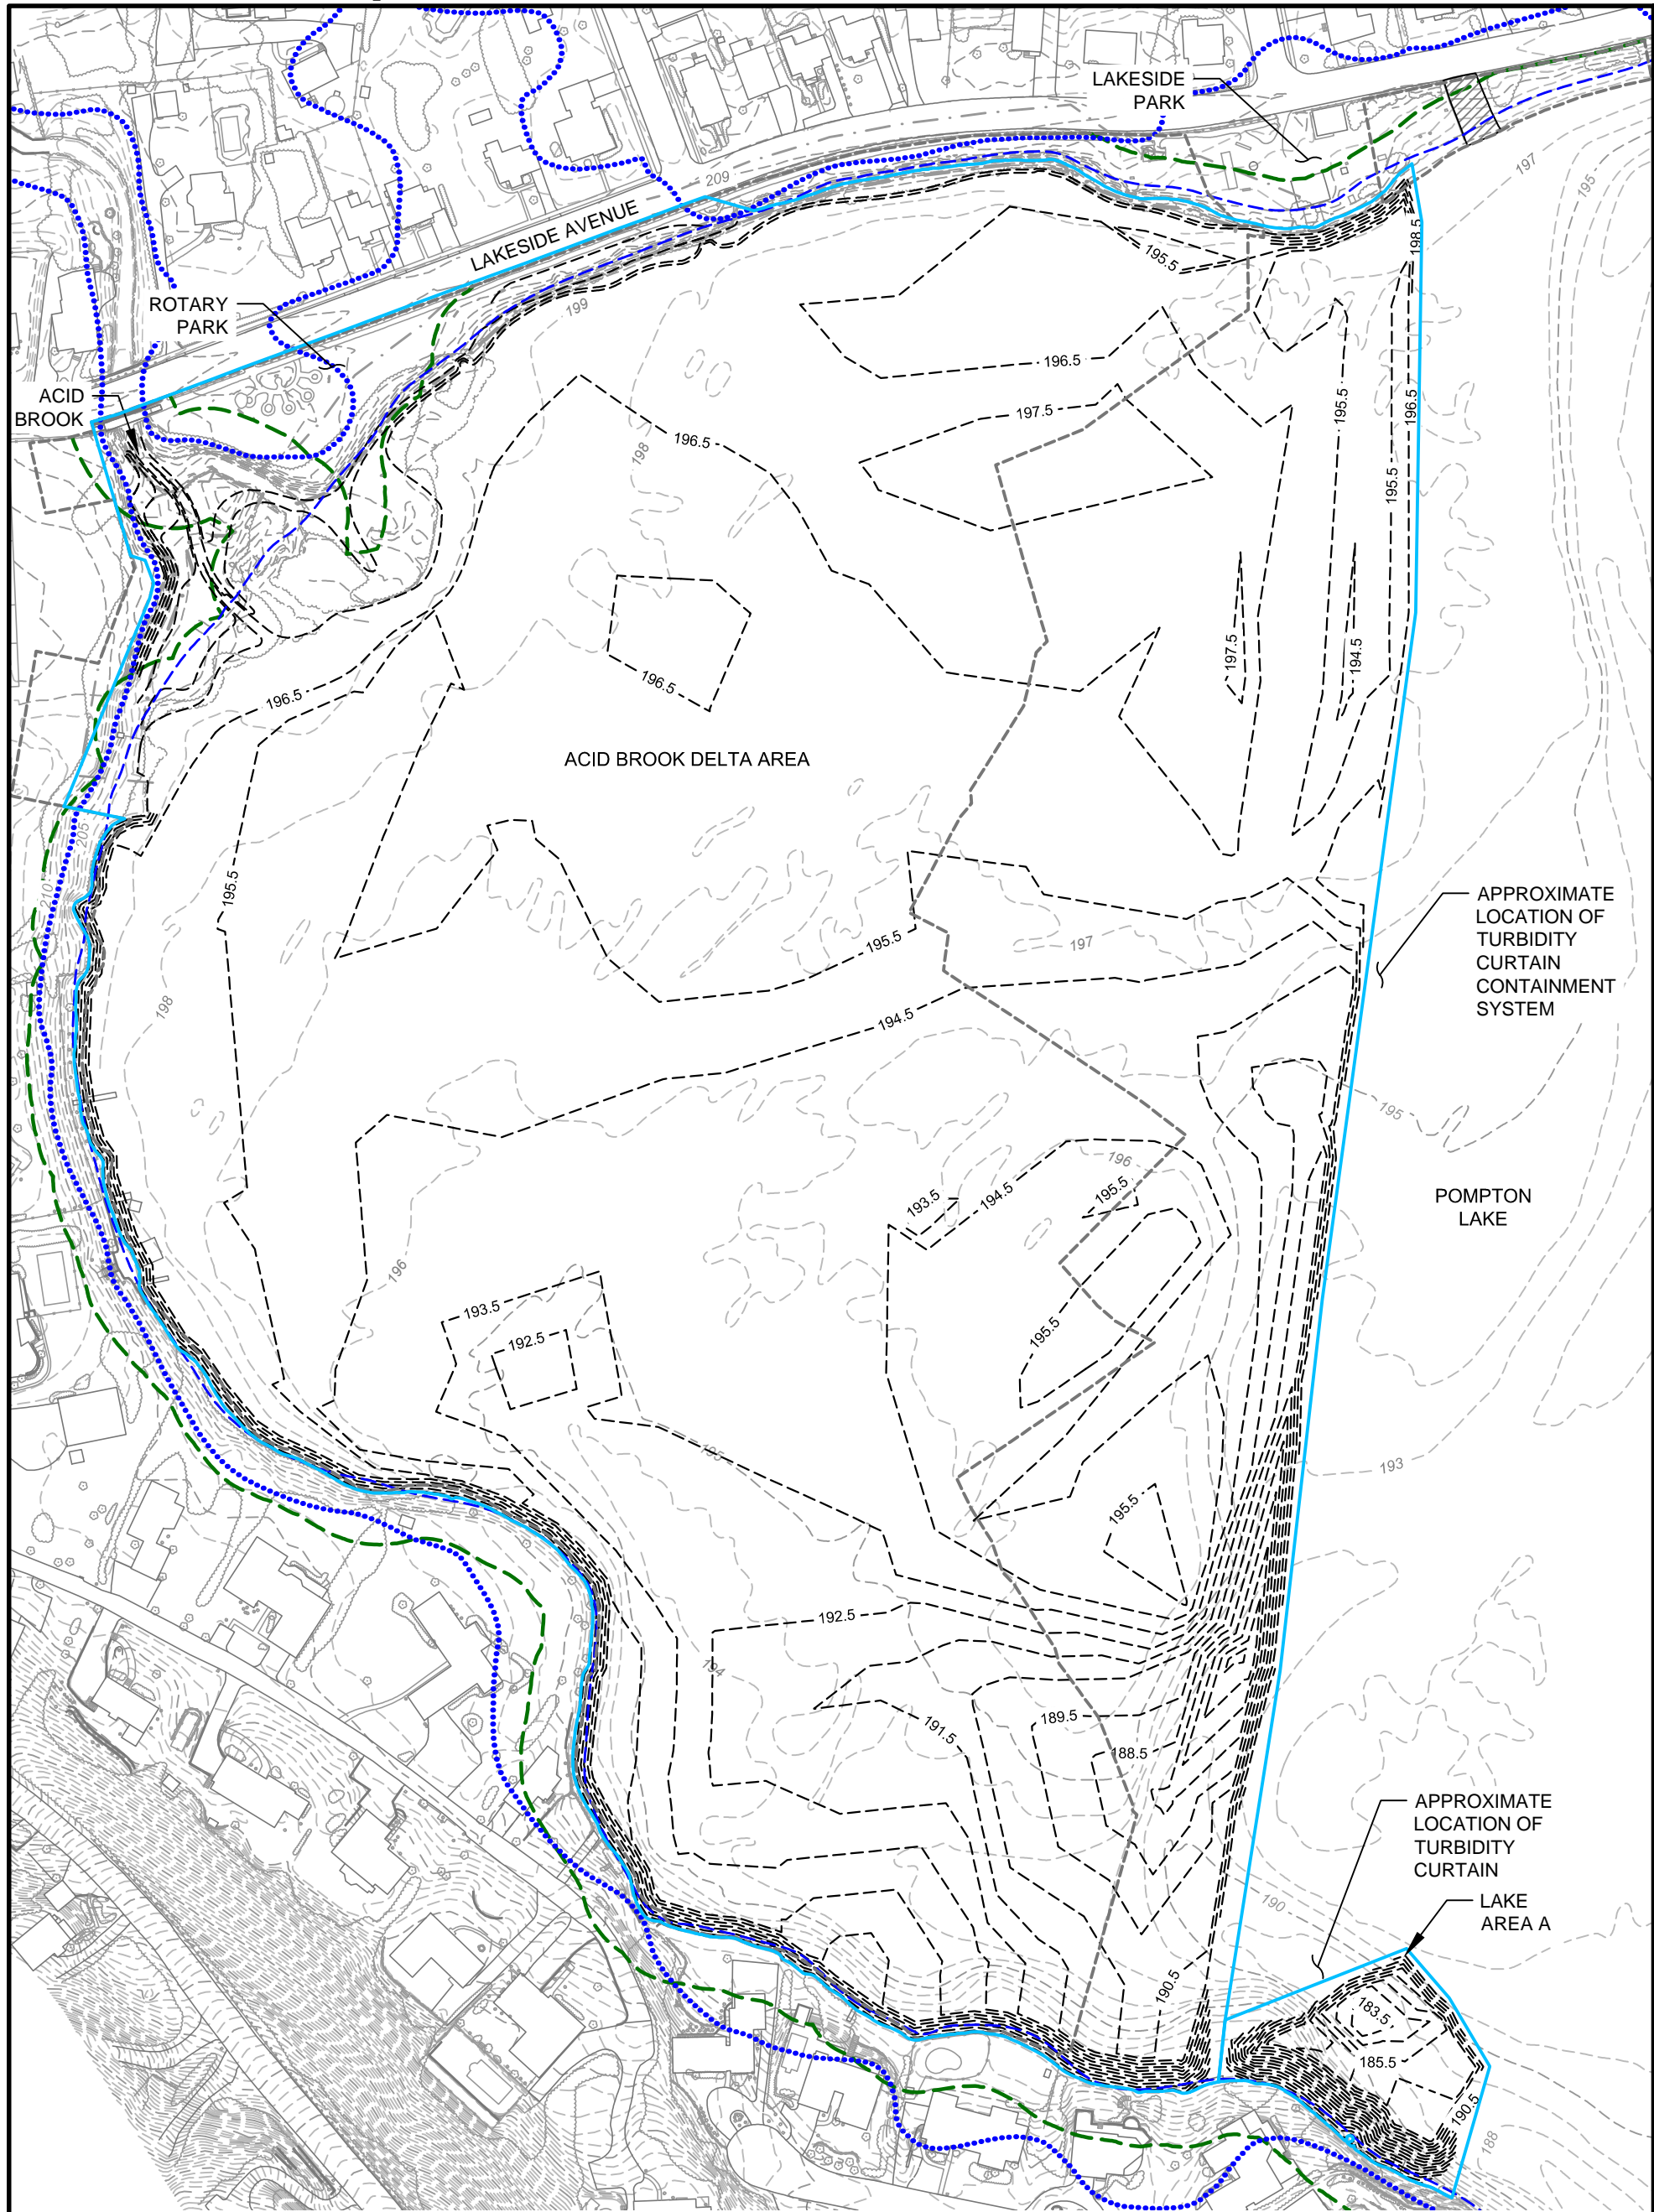 LAKESIDE
PARK
209
197
195
LAKESIDE AVENUE
198.5
195.5
ROTARY
PARK
199
196.5
195.5
196.5
ACID
BROOK
197.5
196.5
198
195.5
197.5
194.5
196.5
196.5
ACID BROOK DELTA AREA
205
195.5
210
APPROXIMATE
LOCATION OF
TURBIDITY
CURTAIN
CONTAINMENT
SYSTEM
195.5
197
198
194.5
195
196
195.5
194.5
193.5
POMPTON
LAKE
196
193.5
195.5
192.5
195
193
195.5
192.5
194
189.5
191.5
188.5
APPROXIMATE
LOCATION OF
TURBIDITY
CURTAIN
190
LAKE
AREA A
190.5
183.5
185.5
190.5
188